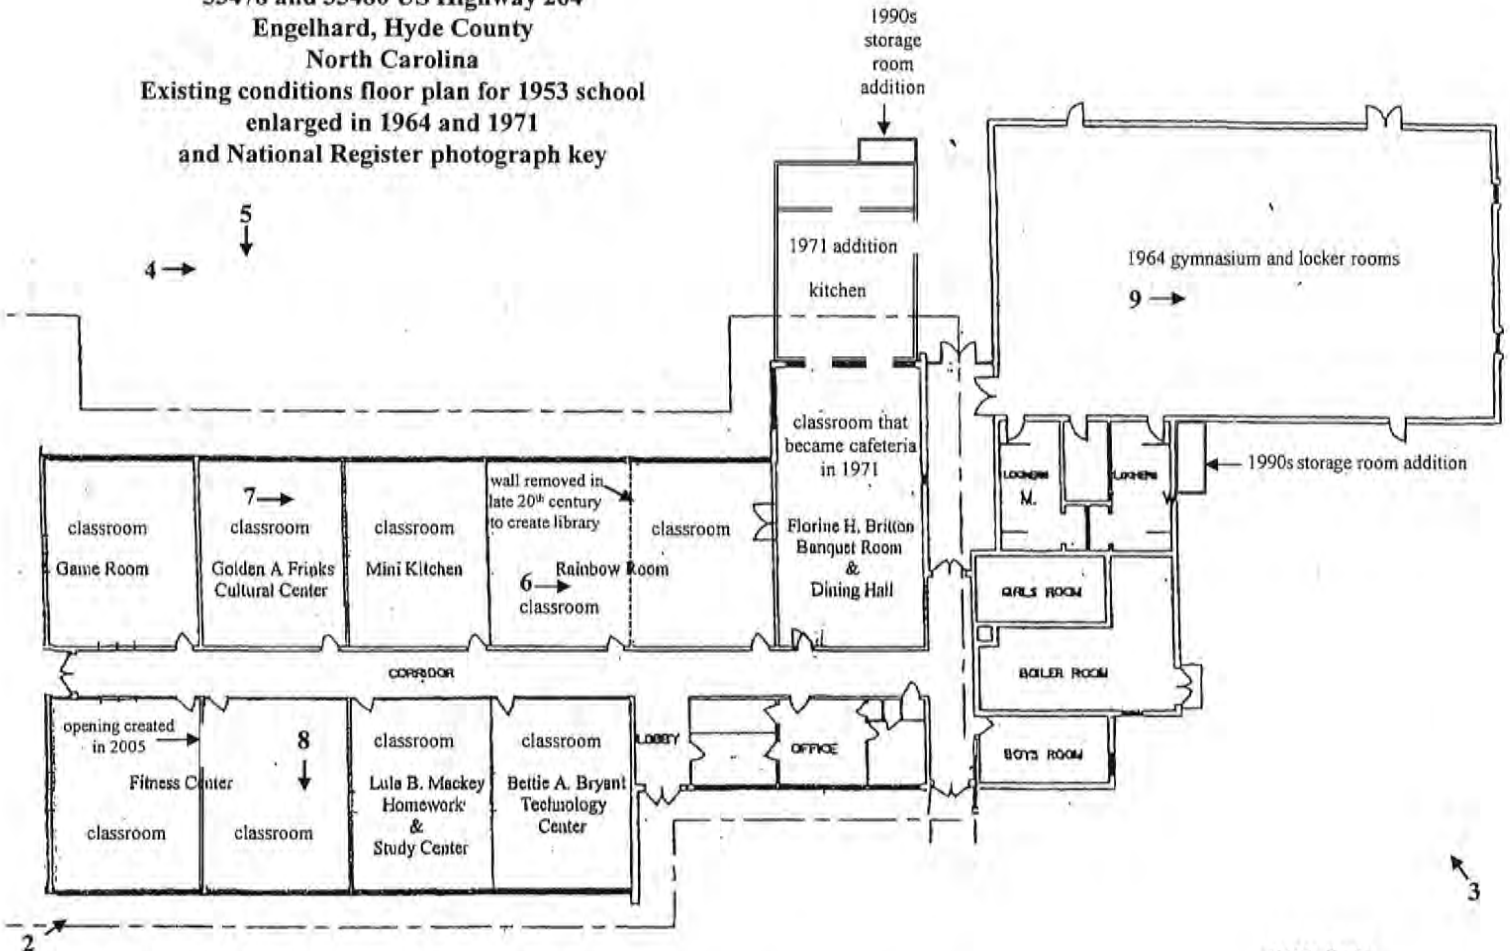 Engelhard, Hyde County
North Carolina
Existing conditions floor plan for 1953 school
enlarged in 1964 and 1971
and National Register photograph key
1990s
storage
room
addition
5
4
1971 addition
kitchen
1964 gymnasium and locker rooms
9
classroom that
became cafeteria
in 1971
Florine H. Britton
Banquet Room
&
Dining Hall
1990s storage room addition
LOCKERS
M.
LOCKERS
W
7
wall removed in
late 20th century
to create library
classroom
Game Room
classroom
Golden A Frinks
Cultural Center
classroom
Mini Kitchen
classroom
Rainbow Room
6
classroom
GIRLS ROOM
CORRIDOR
BOILER ROOM
opening created
in 2005
8
Fitness Center
classroom
classroom
classroom
Lula B. Mackey
Homework
&
Study Center
classroom
Bettie A. Bryant
Technology
Center
LOBBY
OFFICE
BOYS ROOM
3
2